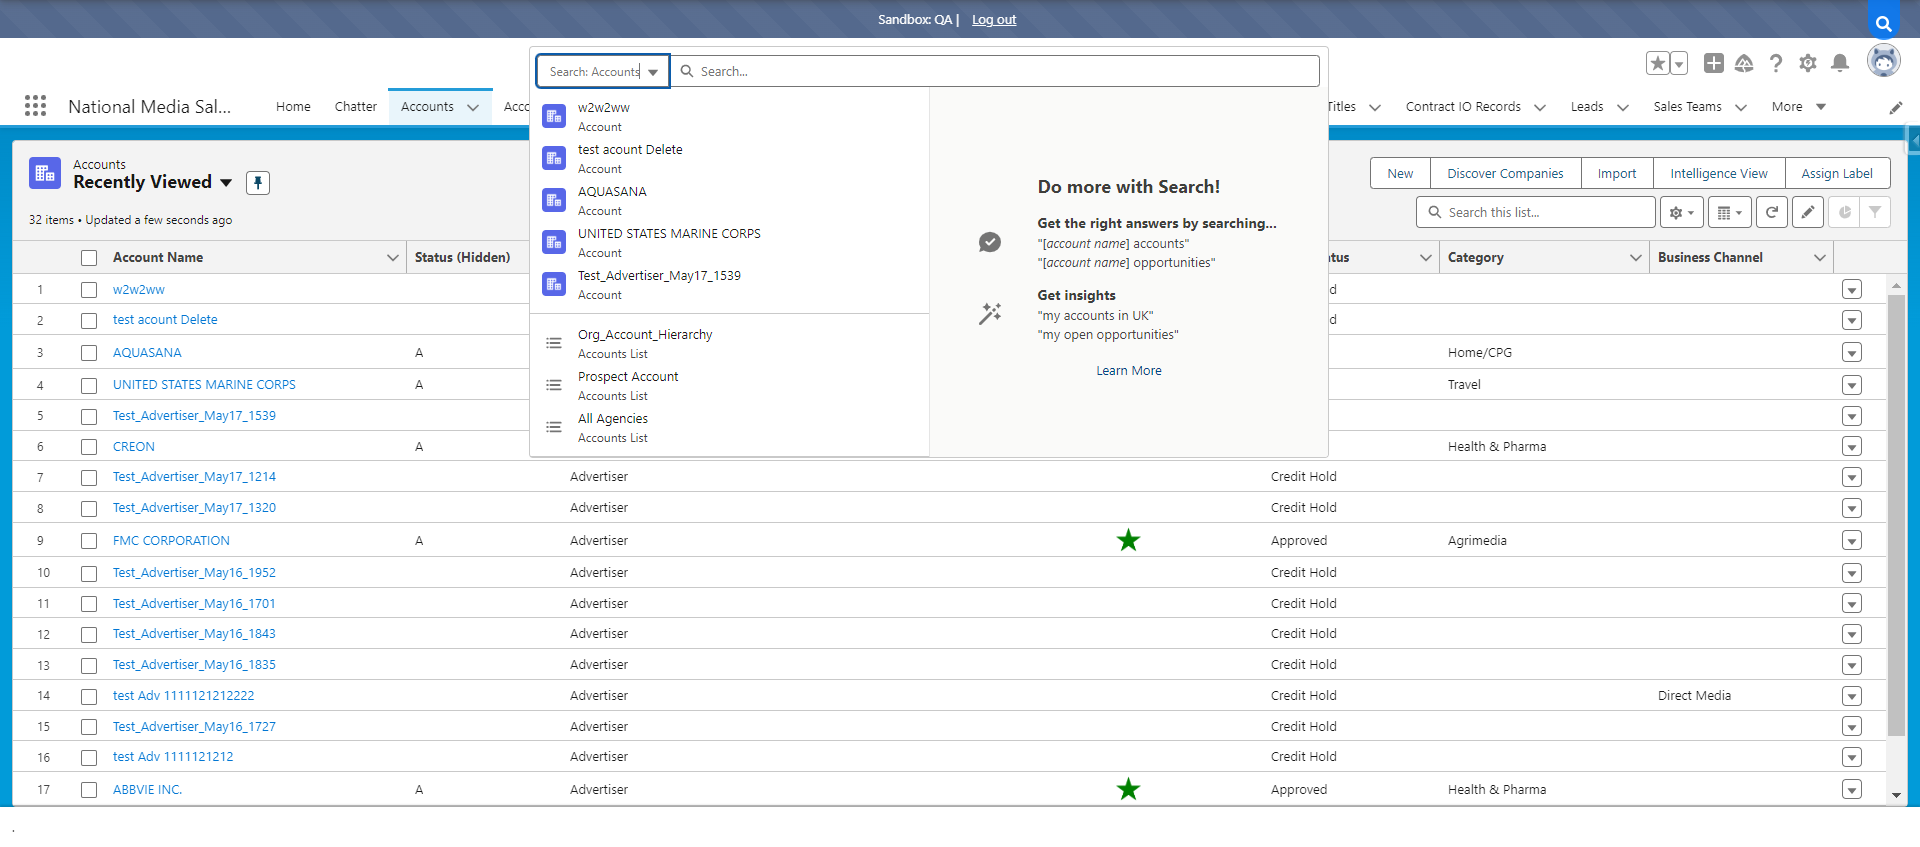 Sandbox: QA | Log out
Search: Accounts
Search...
National Media Sal...
Home
Chatter
Accounts
Titles
Contract IO Records
Leads
Sales Teams
More
w2w2ww
Account
test acount Delete
Account
AQUASANA
Account
UNITED STATES MARINE CORPS
Account
Test_Advertiser_May17_1539
Account
Org_Account_Hierarchy
Accounts List
Prospect Account
Accounts List
All Agencies
Accounts List
Do more with Search!
Get the right answers by searching...
"[account name] accounts"
"[account name] opportunities"
Get insights
"my accounts in UK"
"my open opportunities"
Learn More
Accounts
Recently Viewed
32 items • Updated a few seconds ago
New
Discover Companies
Import
Intelligence View
Assign Label
Search this list...
Account Name
Status (Hidden)
Category
Business Channel
1 w2w2ww
2 test acount Delete
3 AQUASANA A Home/CPG
4 UNITED STATES MARINE CORPS A Travel
5 Test_Advertiser_May17_1539
6 CREON A Health & Pharma
7 Test_Advertiser_May17_1214 Advertiser Credit Hold
8 Test_Advertiser_May17_1320 Advertiser Credit Hold
9 FMC CORPORATION A Advertiser Approved Agrimedia
10 Test_Advertiser_May16_1952 Advertiser Credit Hold
11 Test_Advertiser_May16_1701 Advertiser Credit Hold
12 Test_Advertiser_May16_1843 Advertiser Credit Hold
13 Test_Advertiser_May16_1835 Advertiser Credit Hold
14 test Adv 1111121212222 Advertiser Credit Hold Direct Media
15 Test_Advertiser_May16_1727 Advertiser Credit Hold
16 test Adv 1111121212 Advertiser Credit Hold
17 ABBVIE INC. A Advertiser Approved Health & Pharma